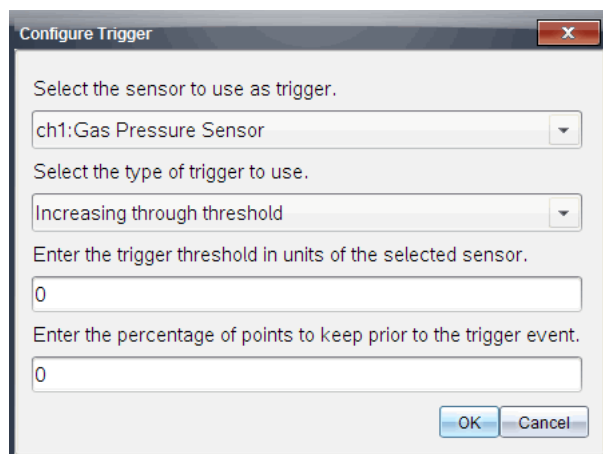 Configure Trigger
Select the sensor to use as trigger.
ch1:Gas Pressure Sensor
Select the type of trigger to use.
Increasing through threshold
Enter the trigger threshold in units of the selected sensor.
0
Enter the percentage of points to keep prior to the trigger event.
0
OK Cancel